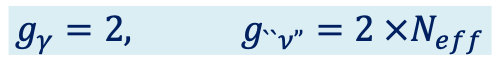 g_γ = 2, g_``ν" = 2 × N_eff